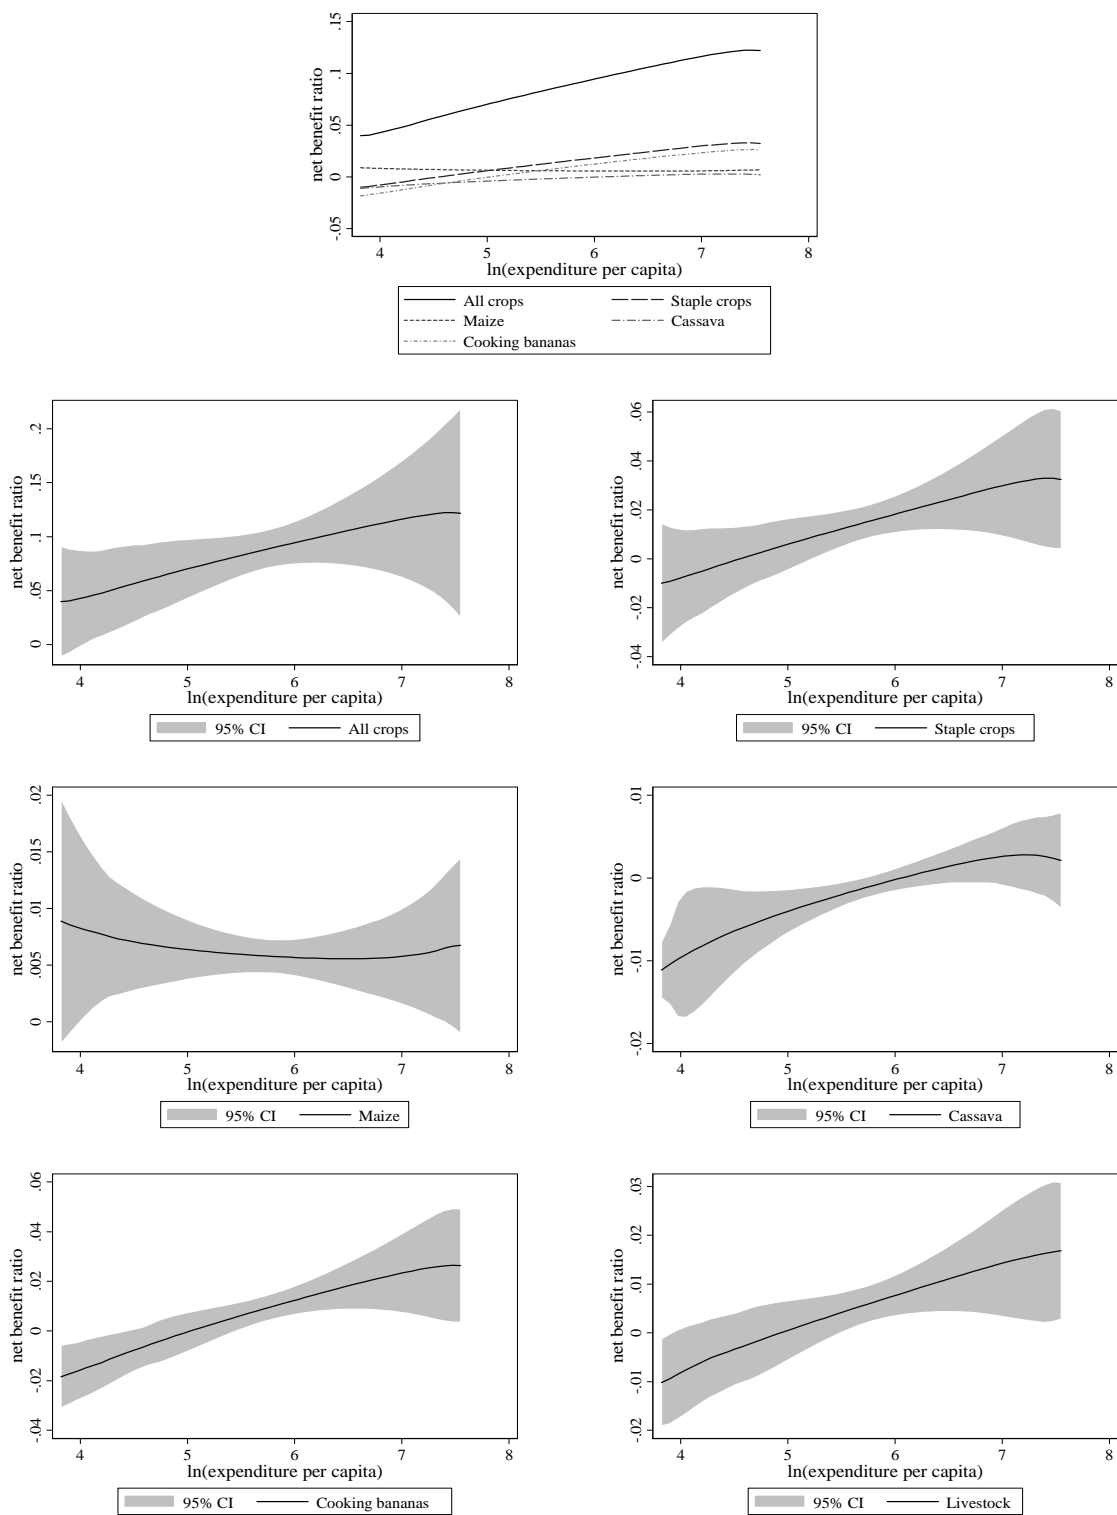 net benefit ratio
.15
.1
.05
0
-.05
4 5 6 7 8
ln(expenditure per capita)
All crops Staple crops
Maize Cassava
Cooking bananas
net benefit ratio
.2
.15
.1
.05
0
4 5 6 7 8
ln(expenditure per capita)
95% CI All crops
net benefit ratio
.06
.04
.02
0
-.02
-.04
4 5 6 7 8
ln(expenditure per capita)
95% CI Staple crops
net benefit ratio
.02
.015
.01
.005
0
4 5 6 7 8
ln(expenditure per capita)
95% CI Maize
net benefit ratio
.01
0
-.01
-.02
4 5 6 7 8
ln(expenditure per capita)
95% CI Cassava
net benefit ratio
.06
.04
.02
0
-.02
-.04
4 5 6 7 8
ln(expenditure per capita)
95% CI Cooking bananas
net benefit ratio
.03
.02
.01
0
-.01
-.02
4 5 6 7 8
ln(expenditure per capita)
95% CI Livestock